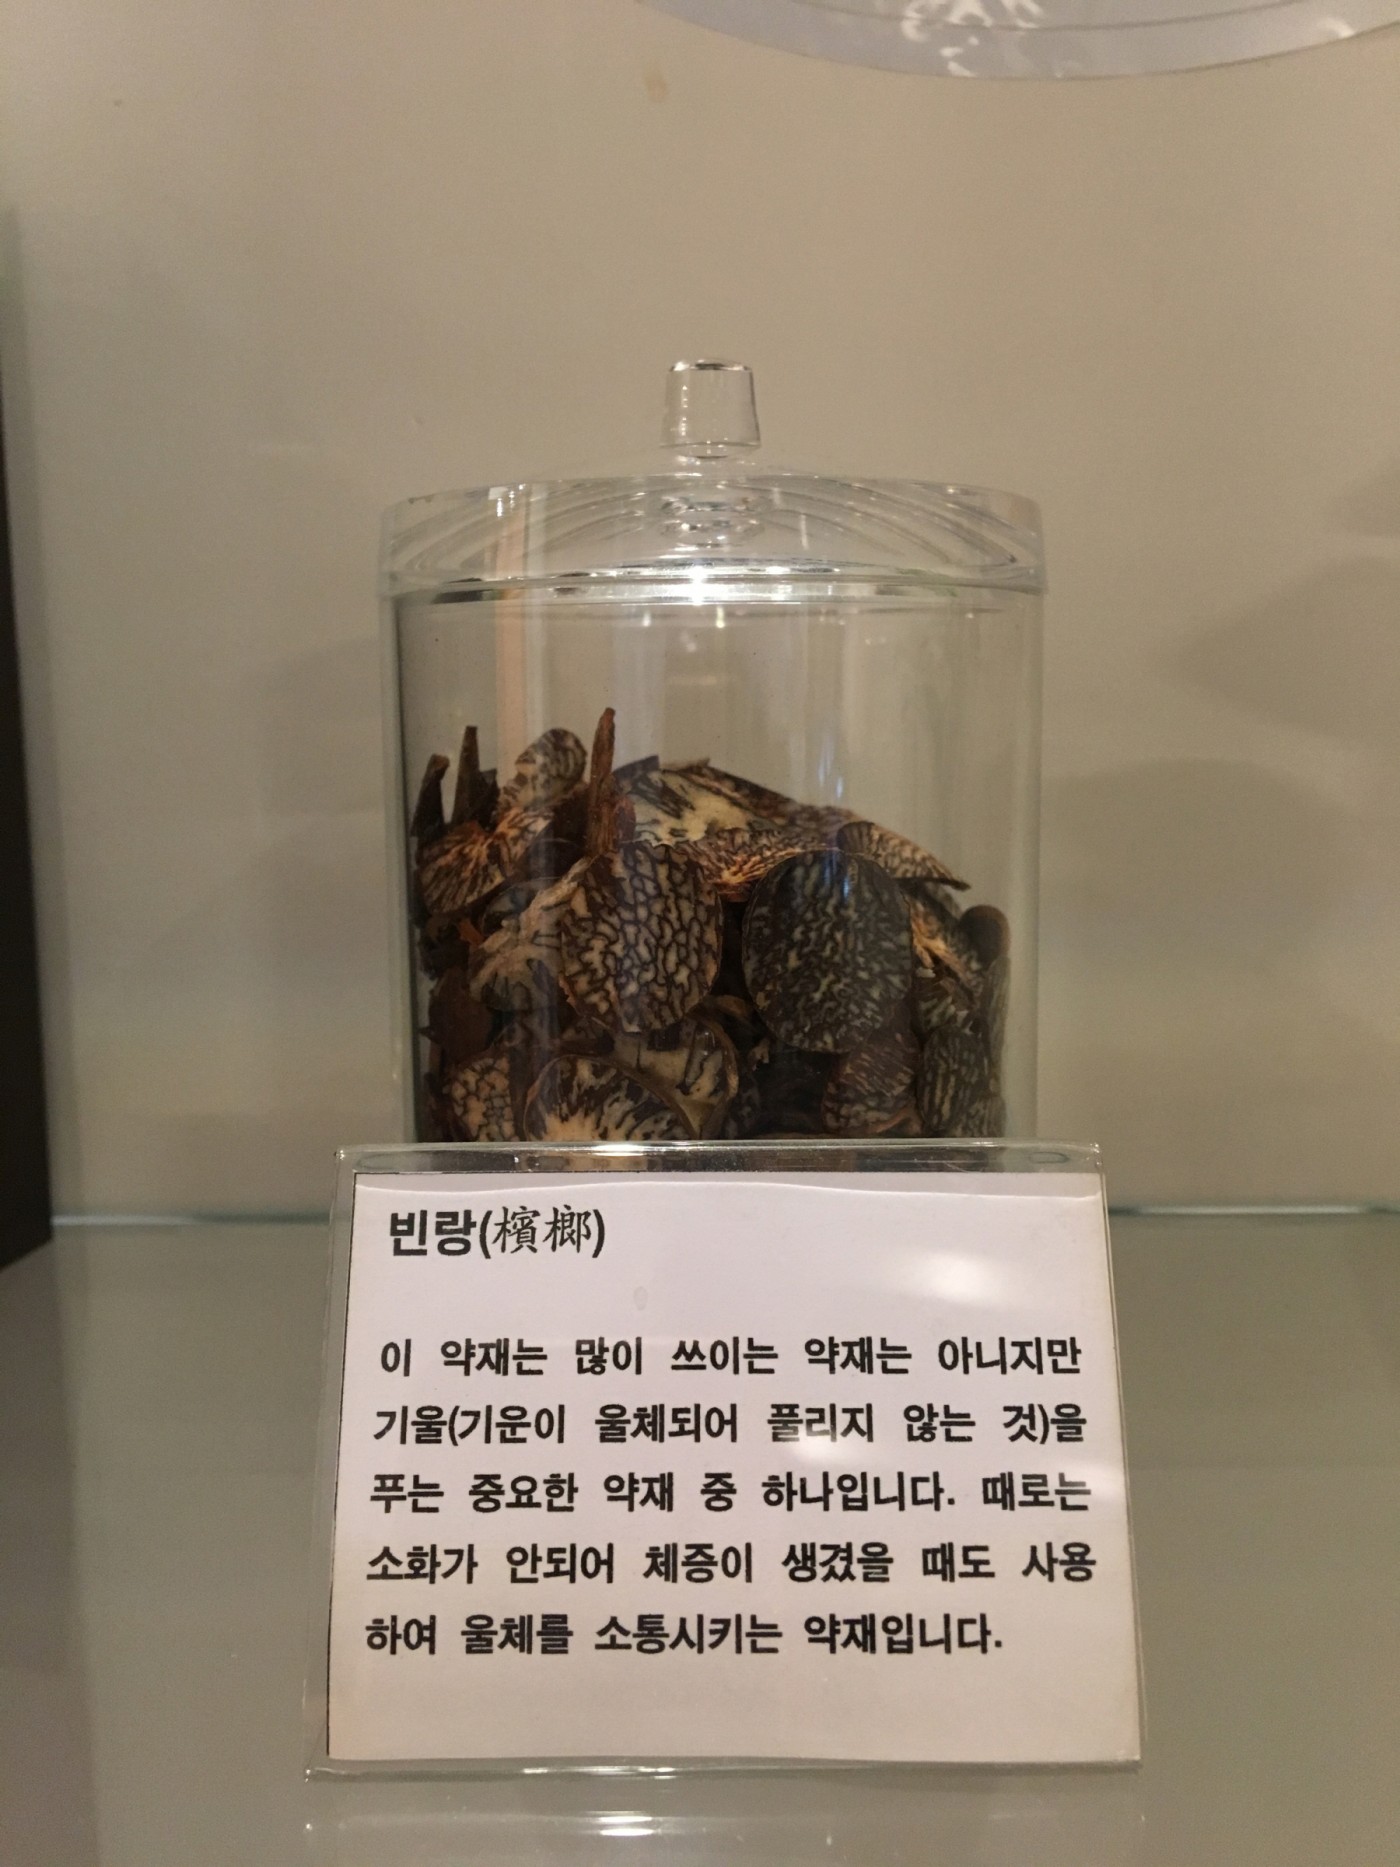 빈랑(檳榔)
이 약재는 많이 쓰이는 약재는 아니지만
기울(기운이 울체되어 풀리지 않는 것)을
푸는 중요한 약재 중 하나입니다. 때로는
소화가 안되어 체증이 생겼을 때도 사용
하여 울체를 소통시키는 약재입니다.